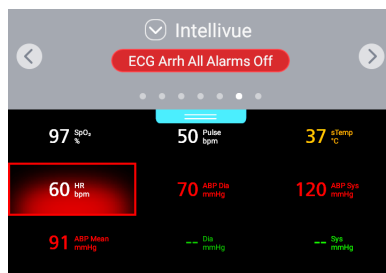 Intellivue
ECG Arrh All Alarms Off
97 SpO₂ %
50 Pulse bpm
37 sTemp °C
60 HR bpm
70 ABP Dia mmHg
120 ABP Sys mmHg
91 ABP Mean mmHg
-- Dia mmHg
-- Sys mmHg